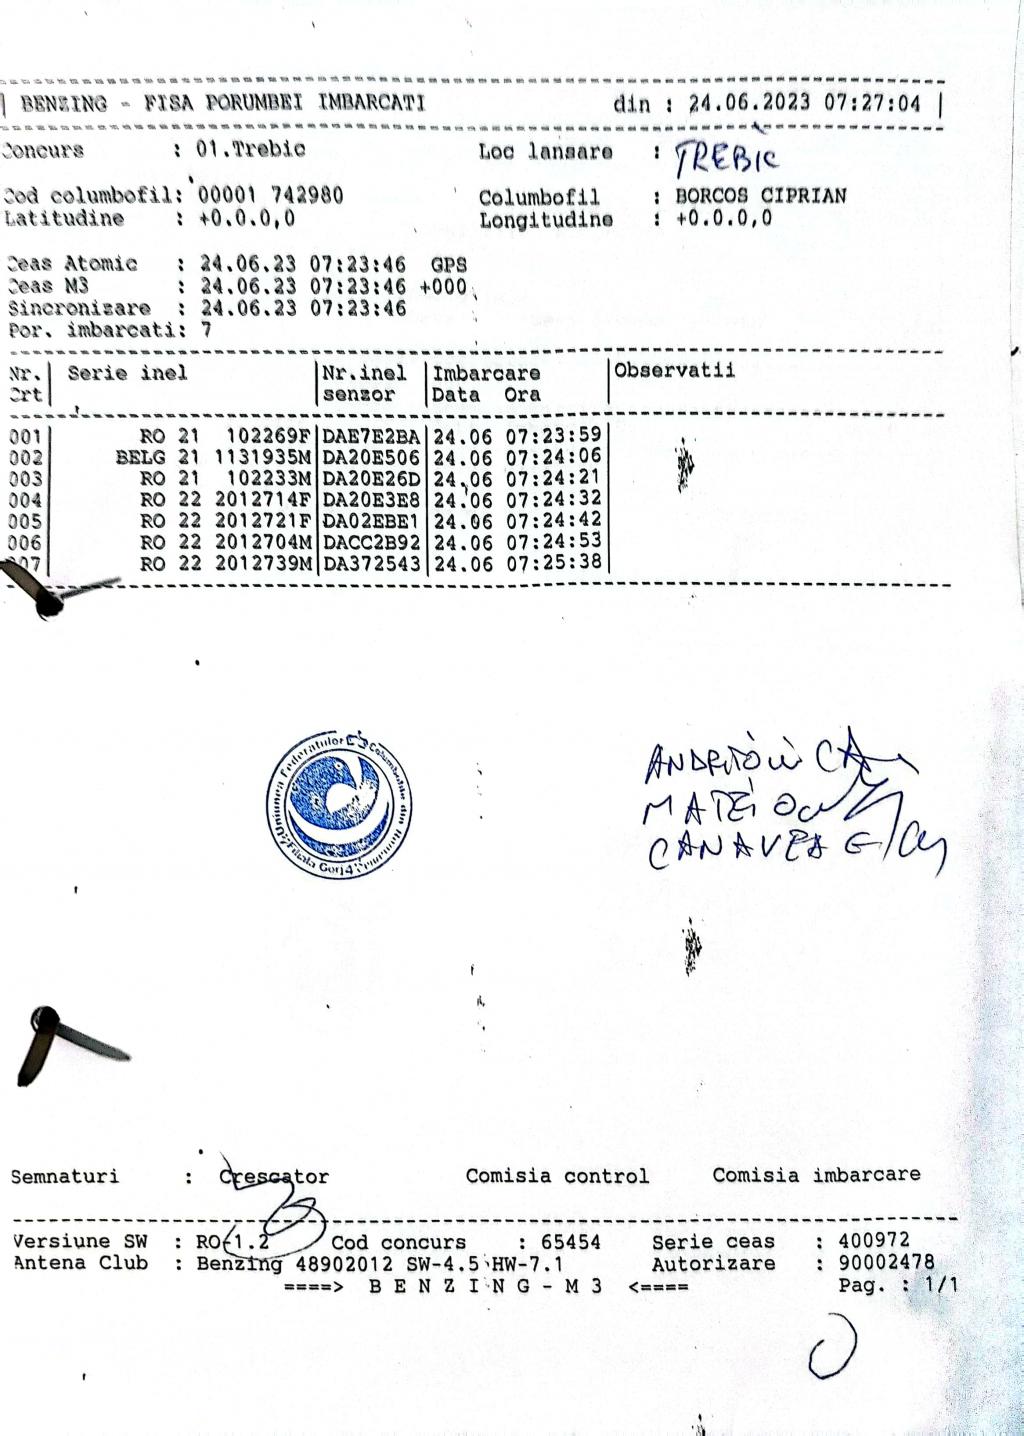 BENZING - FISA PORUMBEI IMBARCATI din : 24.06.2023 07:27:04
Concurs : 01.Trebic Loc lansare : TREBIC
Cod columbofil: 00001 742980 Columbofil : BORCOS CIPRIAN
Latitudine : +0.0.0,0 Longitudine : +0.0.0,0
Ceas Atomic : 24.06.23 07:23:46 GPS
Ceas M3 : 24.06.23 07:23:46 +000
Sincronizare : 24.06.23 07:23:46
Por. imbarcati: 7
Nr. Serie inel Nr.inel Imbarcare Observatii
Crt senzor Data Ora
001 RO 21 102269F DAE7E2BA 24.06 07:23:59
002 BELG 21 1131935M DA20E506 24.06 07:24:06
003 RO 21 102233M DA20E26D 24.06 07:24:21
004 RO 22 2012714F DA20E3E8 24.06 07:24:32
005 RO 22 2012721F DA02EBE1 24.06 07:24:42
006 RO 22 2012704M DACC2B92 24.06 07:24:53
007 RO 22 2012739M DA372543 24.06 07:25:38
Uniunea Federatiilor Columbofile din
Filiala Gorj
MATEI
CANAVEA
Semnaturi : Crescator Comisia control Comisia imbarcare
Versiune SW : RO-1.2 Cod concurs : 65454 Serie ceas : 400972
Antena Club : Benzing 48902012 SW-4.5 HW-7.1 Autorizare : 90002478
====> B E N Z I N G - M 3 <==== Pag. : 1/1